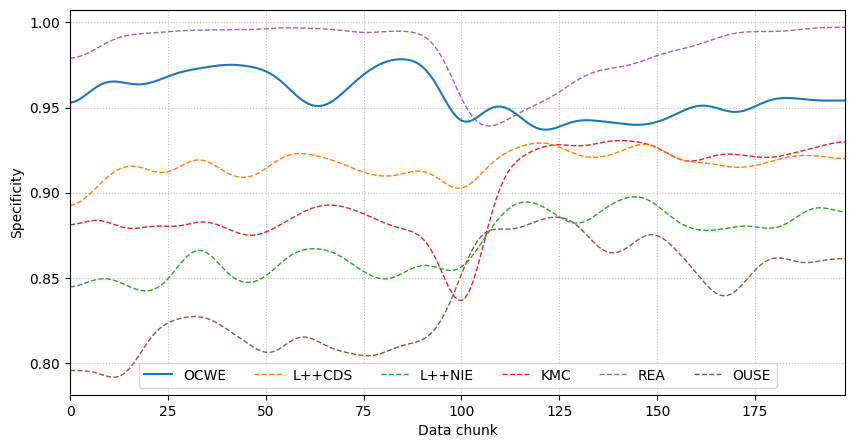 1.00
0.95
0.90
0.85
0.80
Specificity
OCWE L++CDS L++NIE KMC REA OUSE
0 25 50 75 100 125 150 175
Data chunk